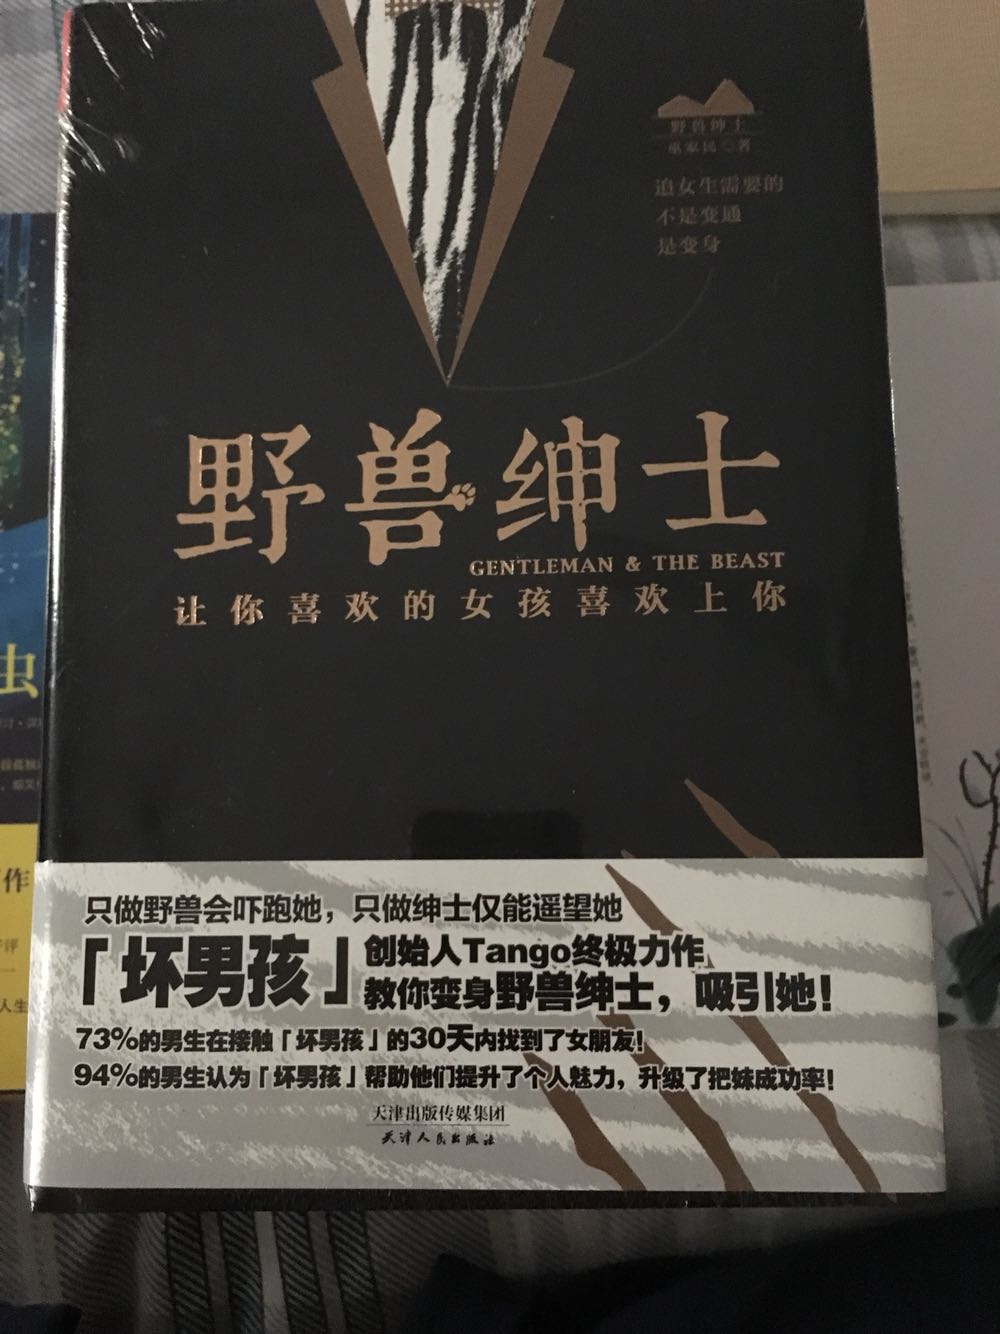 野兽绅士
巫家民◎著
追女生需要的
不是变通
是变身
野兽绅士
GENTLEMAN & THE BEAST
让你喜欢的女孩喜欢上你
只做野兽会吓跑她，只做绅士仅能遥望她
「坏男孩」创始人Tango终极力作
教你变身野兽绅士，吸引她！
73%的男生在接触「坏男孩」的30天内找到了女朋友！
94%的男生认为「坏男孩」帮助他们提升了个人魅力，升级了把妹成功率！
天津出版传媒集团
天津人民出版社
作
人生